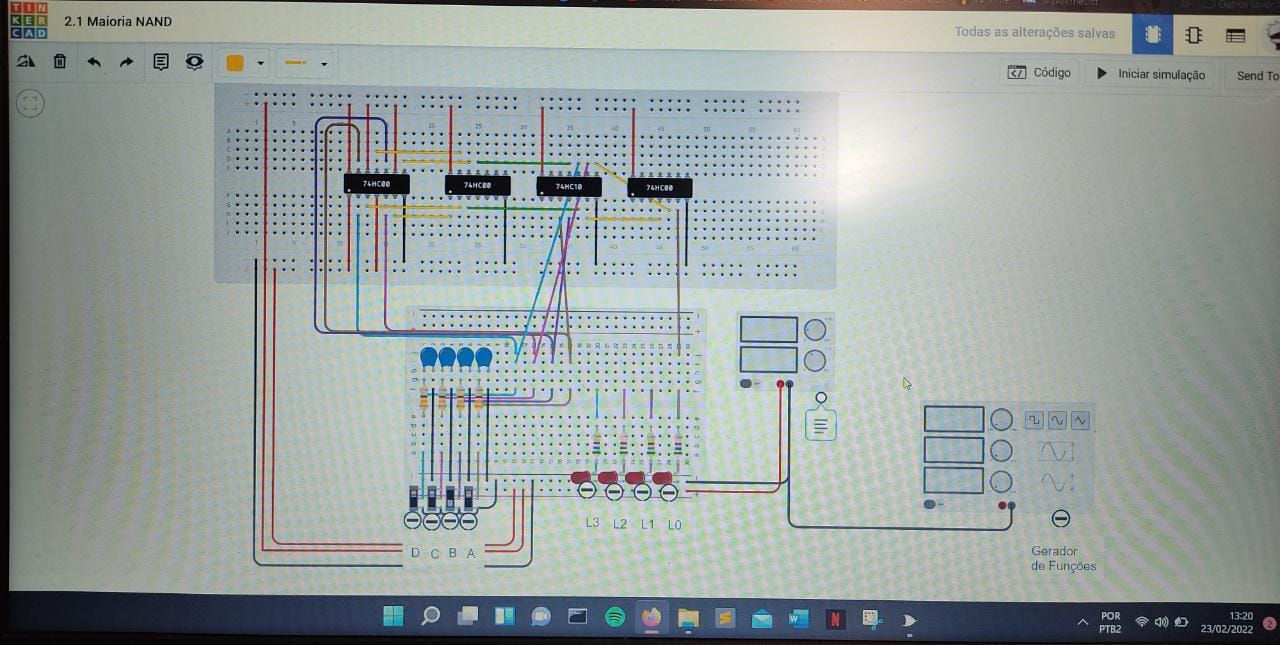 TIN
KER
CAD
2.1 Maioria NAND
Todas as alterações salvas
Código
Iniciar simulação
Send To
74HC00
74HC00
74HC10
74HC00
L3 L2 L1 L0
D C B A
Gerador
de Funções
POR
PTB2
13:20
23/02/2022
2